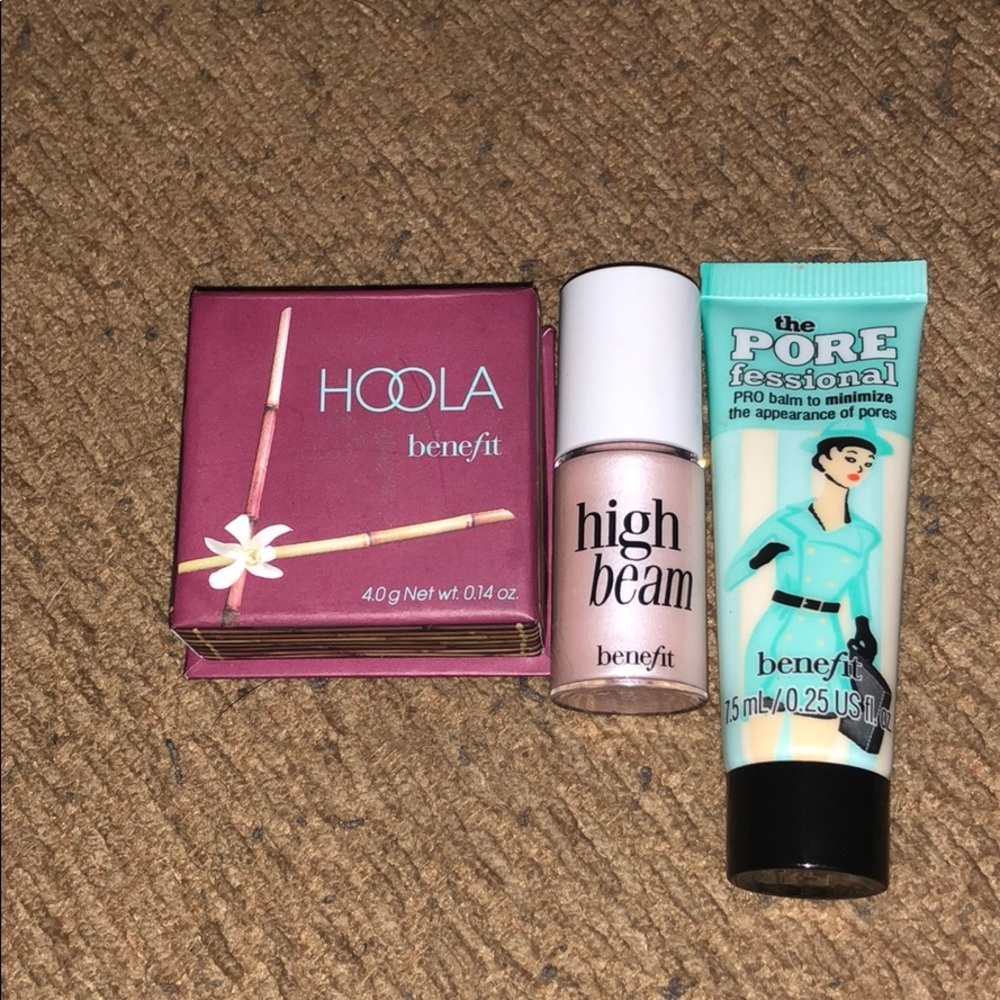 HOOLA
benefit
4.0 g Net wt. 0.14 oz.
high
beam
benefit
the
PORE
fessional
PRO balm to minimize
the appearance of pores
benefit
7.5 mL/0.25 US fl. oz.